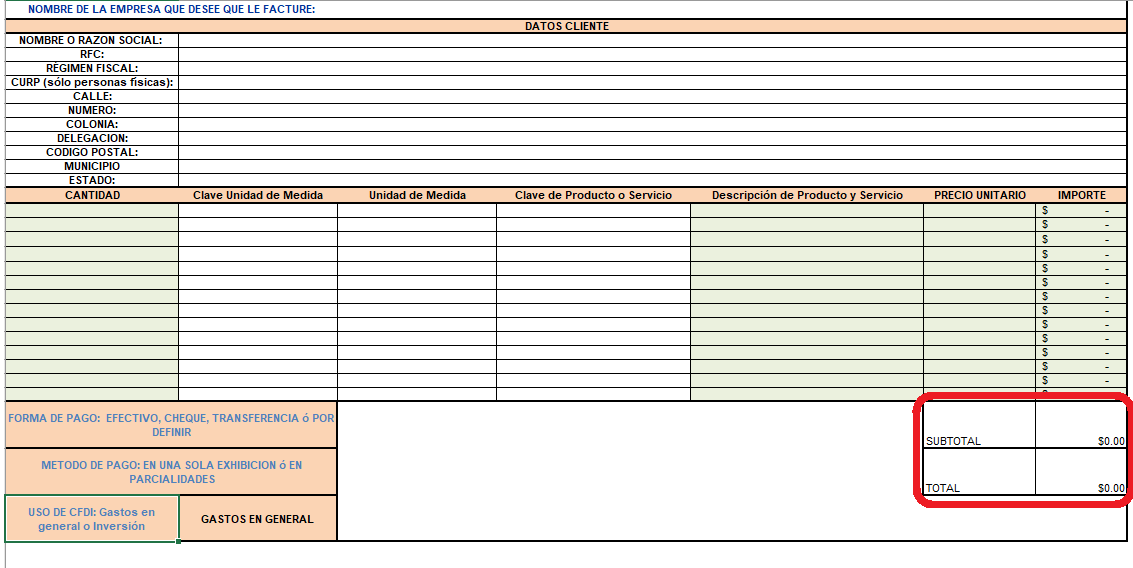 NOMBRE DE LA EMPRESA QUE DESEE QUE LE FACTURE:
DATOS CLIENTE
NOMBRE O RAZON SOCIAL:
RFC:
RÉGIMEN FISCAL:
CURP (sólo personas físicas):
CALLE:
NUMERO:
COLONIA:
DELEGACION:
CODIGO POSTAL:
MUNICIPIO
ESTADO:
CANTIDAD Clave Unidad de Medida Unidad de Medida Clave de Producto o Servicio Descripción de Producto y Servicio PRECIO UNITARIO IMPORTE
$ -
$ -
$ -
$ -
$ -
$ -
$ -
$ -
$ -
$ -
$ -
$ -
$ -
FORMA DE PAGO: EFECTIVO, CHEQUE, TRANSFERENCIA ó POR
DEFINIR
SUBTOTAL $0.00
METODO DE PAGO: EN UNA SOLA EXHIBICION ó EN
PARCIALIDADES
TOTAL $0.00
USO DE CFDI: Gastos en
general o Inversión
GASTOS EN GENERAL